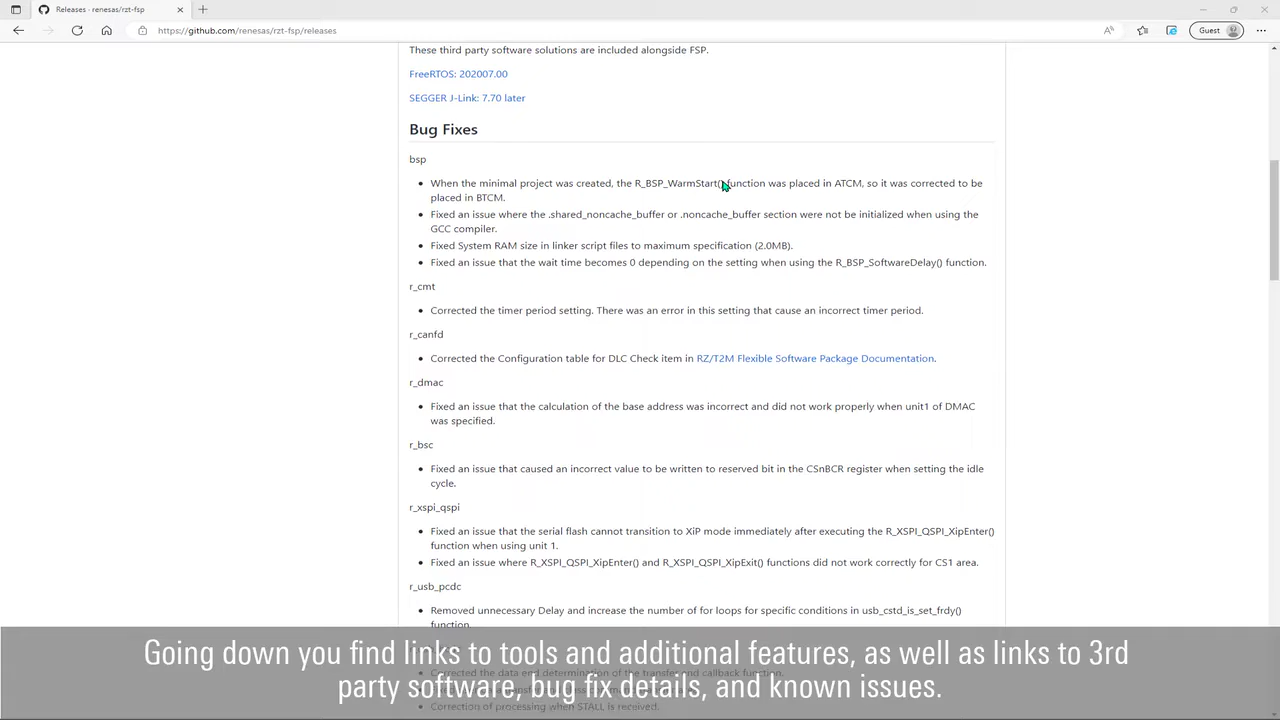 Releases · renesas/rzt-fsp
https://github.com/renesas/rzt-fsp/releases
Guest
These third party software solutions are included alongside FSP.
FreeRTOS: 202007.00
SEGGER J-Link: 7.70 later
Bug Fixes
bsp
When the minimal project was created, the R_BSP_WarmStart() function was placed in ATCM, so it was corrected to be
placed in BTCM.
Fixed an issue where the .shared_noncache_buffer or .noncache_buffer section were not be initialized when using the
GCC compiler.
Fixed System RAM size in linker script files to maximum specification (2.0MB).
Fixed an issue that the wait time becomes 0 depending on the setting when using the R_BSP_SoftwareDelay() function.
r_cmt
Corrected the timer period setting. There was an error in this setting that cause an incorrect timer period.
r_canfd
Corrected the Configuration table for DLC Check item in RZ/T2M Flexible Software Package Documentation.
r_dmac
Fixed an issue that the calculation of the base address was incorrect and did not work properly when unit1 of DMAC
was specified.
r_bsc
Fixed an issue that caused an incorrect value to be written to reserved bit in the CSnBCR register when setting the idle
cycle.
r_xspi_qspi
Fixed an issue that the serial flash cannot transition to XiP mode immediately after executing the R_XSPI_QSPI_XipEnter()
function when using unit 1.
Fixed an issue where R_XSPI_QSPI_XipEnter() and R_XSPI_QSPI_XipExit() functions did not work correctly for CS1 area.
r_usb_pcdc
Removed unnecessary Delay and increase the number of for loops for specific conditions in usb_cstd_is_set_frdy()
function.
Going down you find links to tools and additional features, as well as links to 3rd
Corrected the data end determination of the transfer and callback function.
party software, bug fix details, and known issues.
Correction of processing when STALL is received.